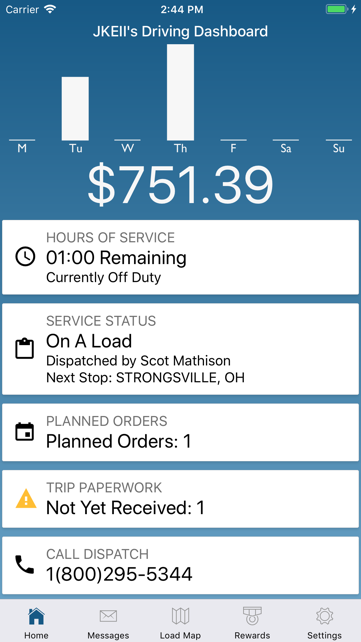 Carrier 2:44 PM
JKEII's Driving Dashboard
M Tu W Th F Sa Su
$751.39
HOURS OF SERVICE
01:00 Remaining
Currently Off Duty
SERVICE STATUS
On A Load
Dispatched by Scot Mathison
Next Stop: STRONGSVILLE, OH
PLANNED ORDERS
Planned Orders: 1
TRIP PAPERWORK
Not Yet Received: 1
CALL DISPATCH
1(800)295-5344
Home Messages Load Map Rewards Settings